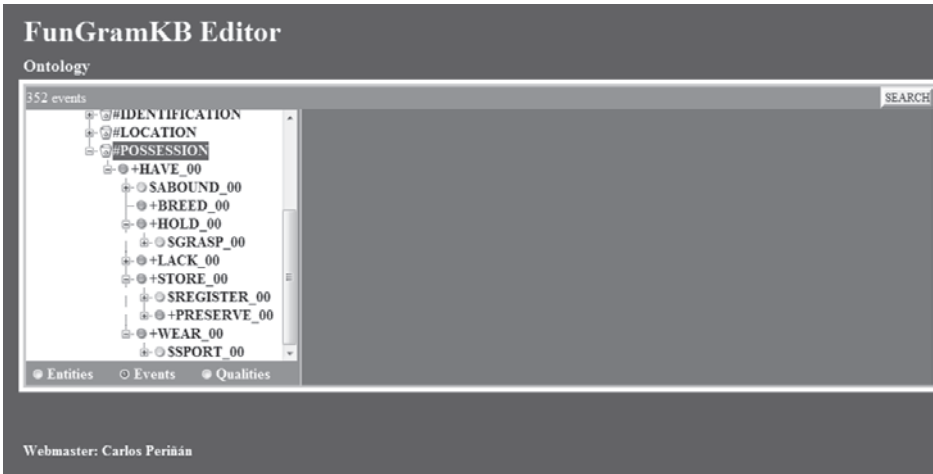 FunGramKB Editor
Ontology
352 events
SEARCH
#IDENTIFICATION
#LOCATION
#POSSESSION
+HAVE_00
$ABOUND_00
+BREED_00
+HOLD_00
$GRASP_00
+LACK_00
+STORE_00
$REGISTER_00
+PRESERVE_00
+WEAR_00
$SPORT_00
Entities Events Qualities
Webmaster: Carlos Periñán